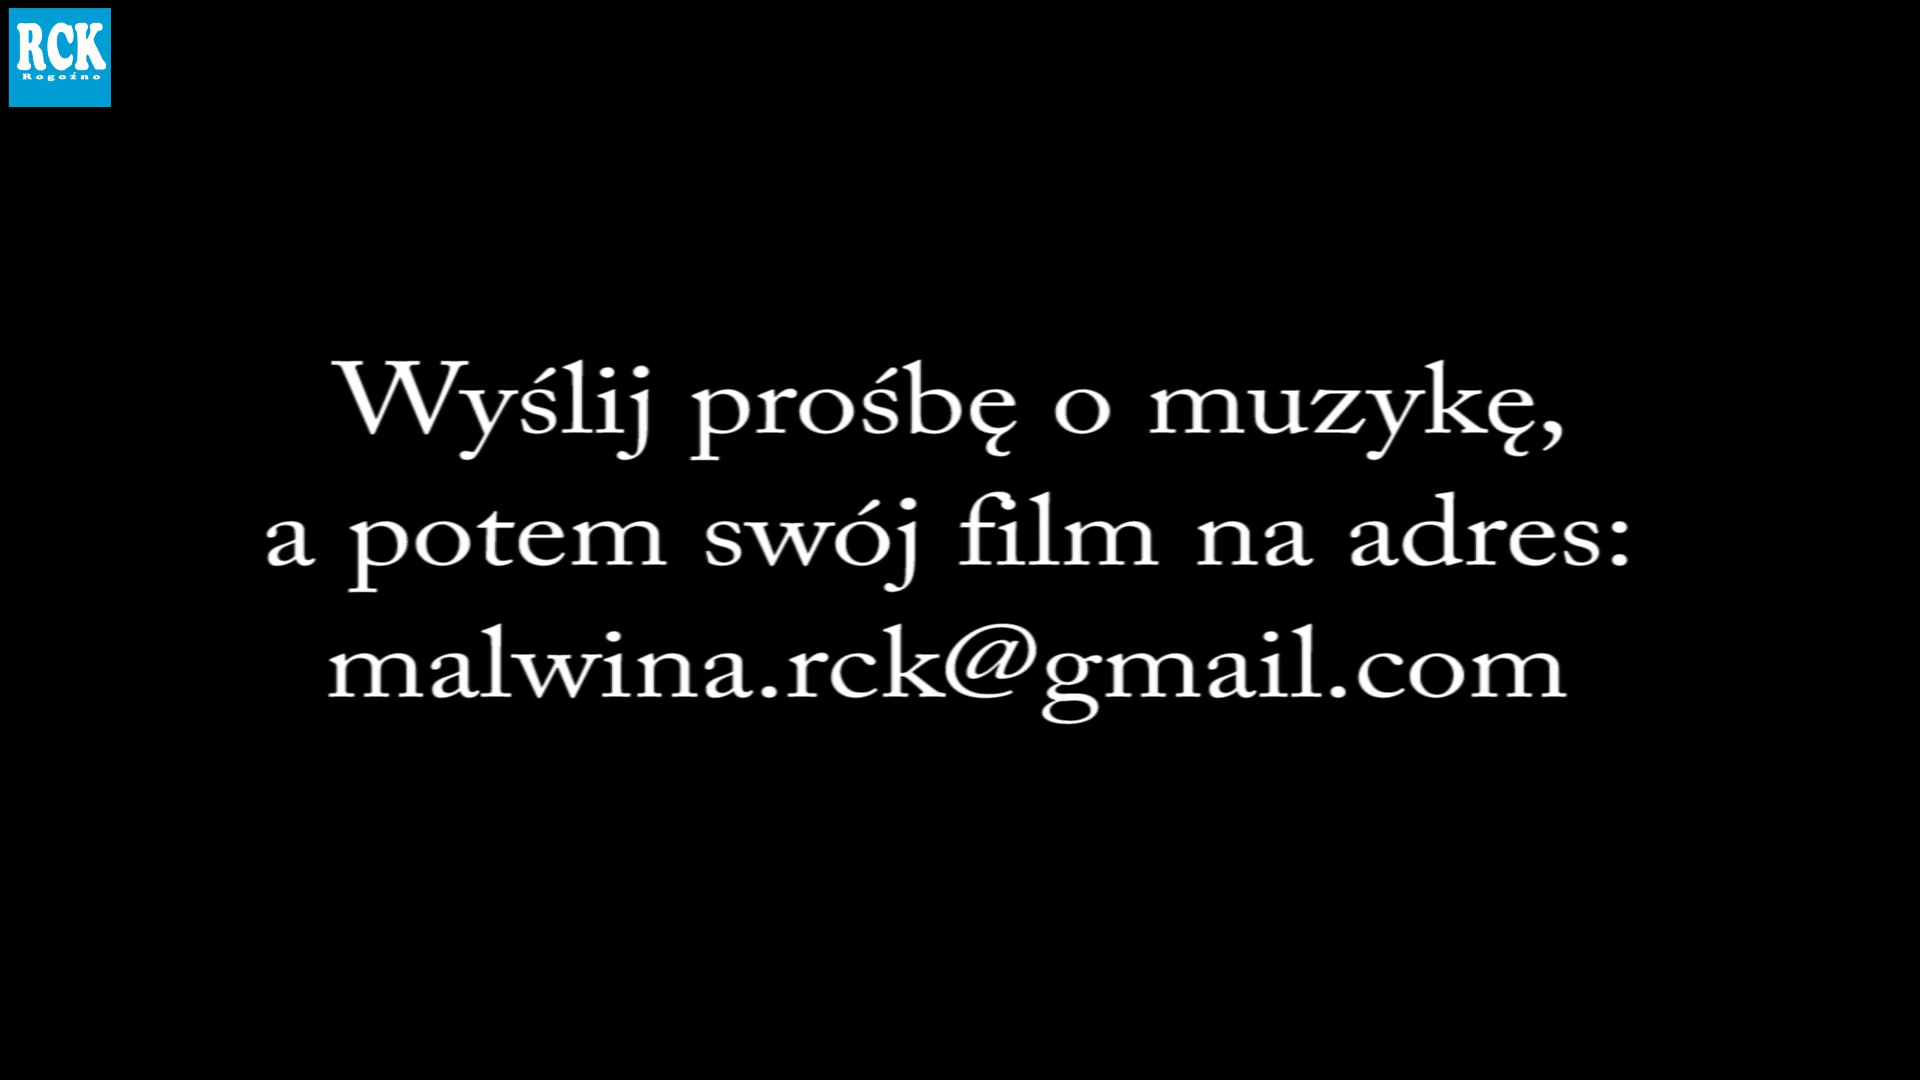 RCK
Rogoźno
Wyślij prośbę o muzykę,
a potem swój film na adres:
malwina.rck@gmail.com